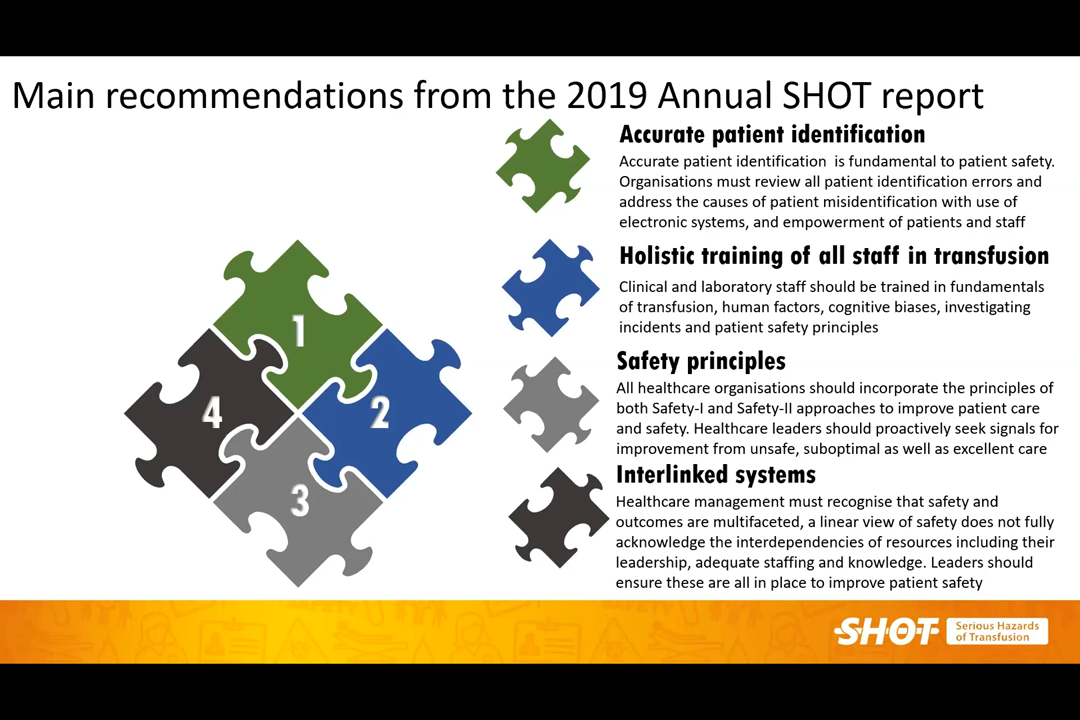 Main recommendations from the 2019 Annual SHOT report
1
2
3
4
Accurate patient identification
Accurate patient identification is fundamental to patient safety.
Organisations must review all patient identification errors and
address the causes of patient misidentification with use of
electronic systems, and empowerment of patients and staff
Holistic training of all staff in transfusion
Clinical and laboratory staff should be trained in fundamentals
of transfusion, human factors, cognitive biases, investigating
incidents and patient safety principles
Safety principles
All healthcare organisations should incorporate the principles of
both Safety-I and Safety-II approaches to improve patient care
and safety. Healthcare leaders should proactively seek signals for
improvement from unsafe, suboptimal as well as excellent care
Interlinked systems
Healthcare management must recognise that safety and
outcomes are multifaceted, a linear view of safety does not fully
acknowledge the interdependencies of resources including their
leadership, adequate staffing and knowledge. Leaders should
ensure these are all in place to improve patient safety
SHOT
Serious Hazards
of Transfusion